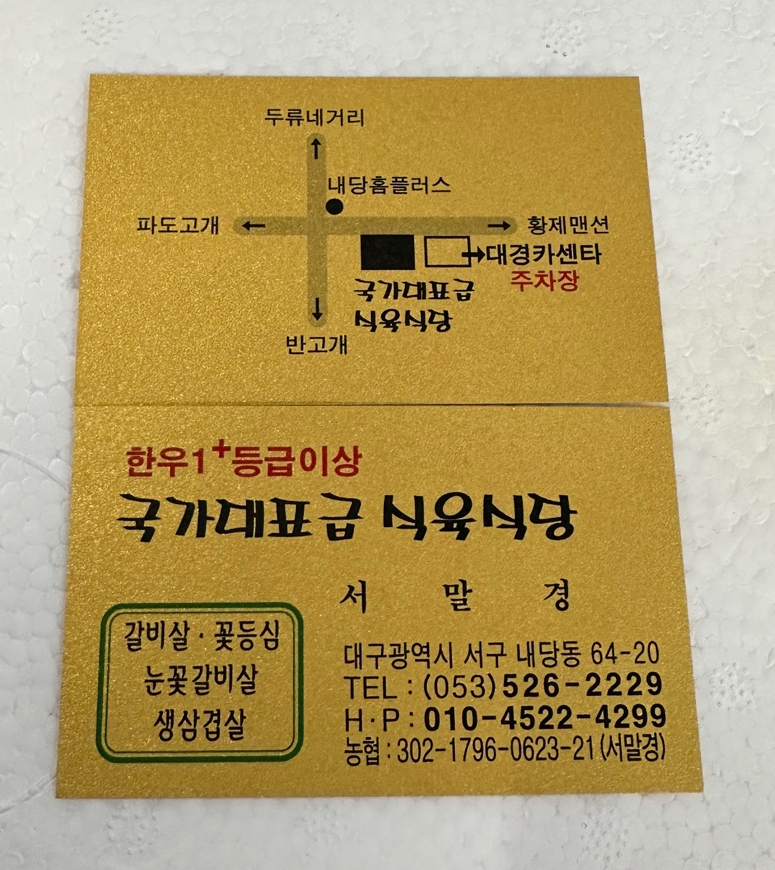 두류네거리
내당홈플러스
파도고개
황제맨션
대경카센타
주차장
국가대표급
식육식당
반고개
한우1+등급이상
국가대표급 식육식당
서 말 경
갈비살·꽃등심
눈꽃갈비살
생삼겹살
대구광역시 서구 내당동 64-20
TEL : (053) 526-2229
H·P : 010-4522-4299
농협 : 302-1796-0623-21 (서말경)